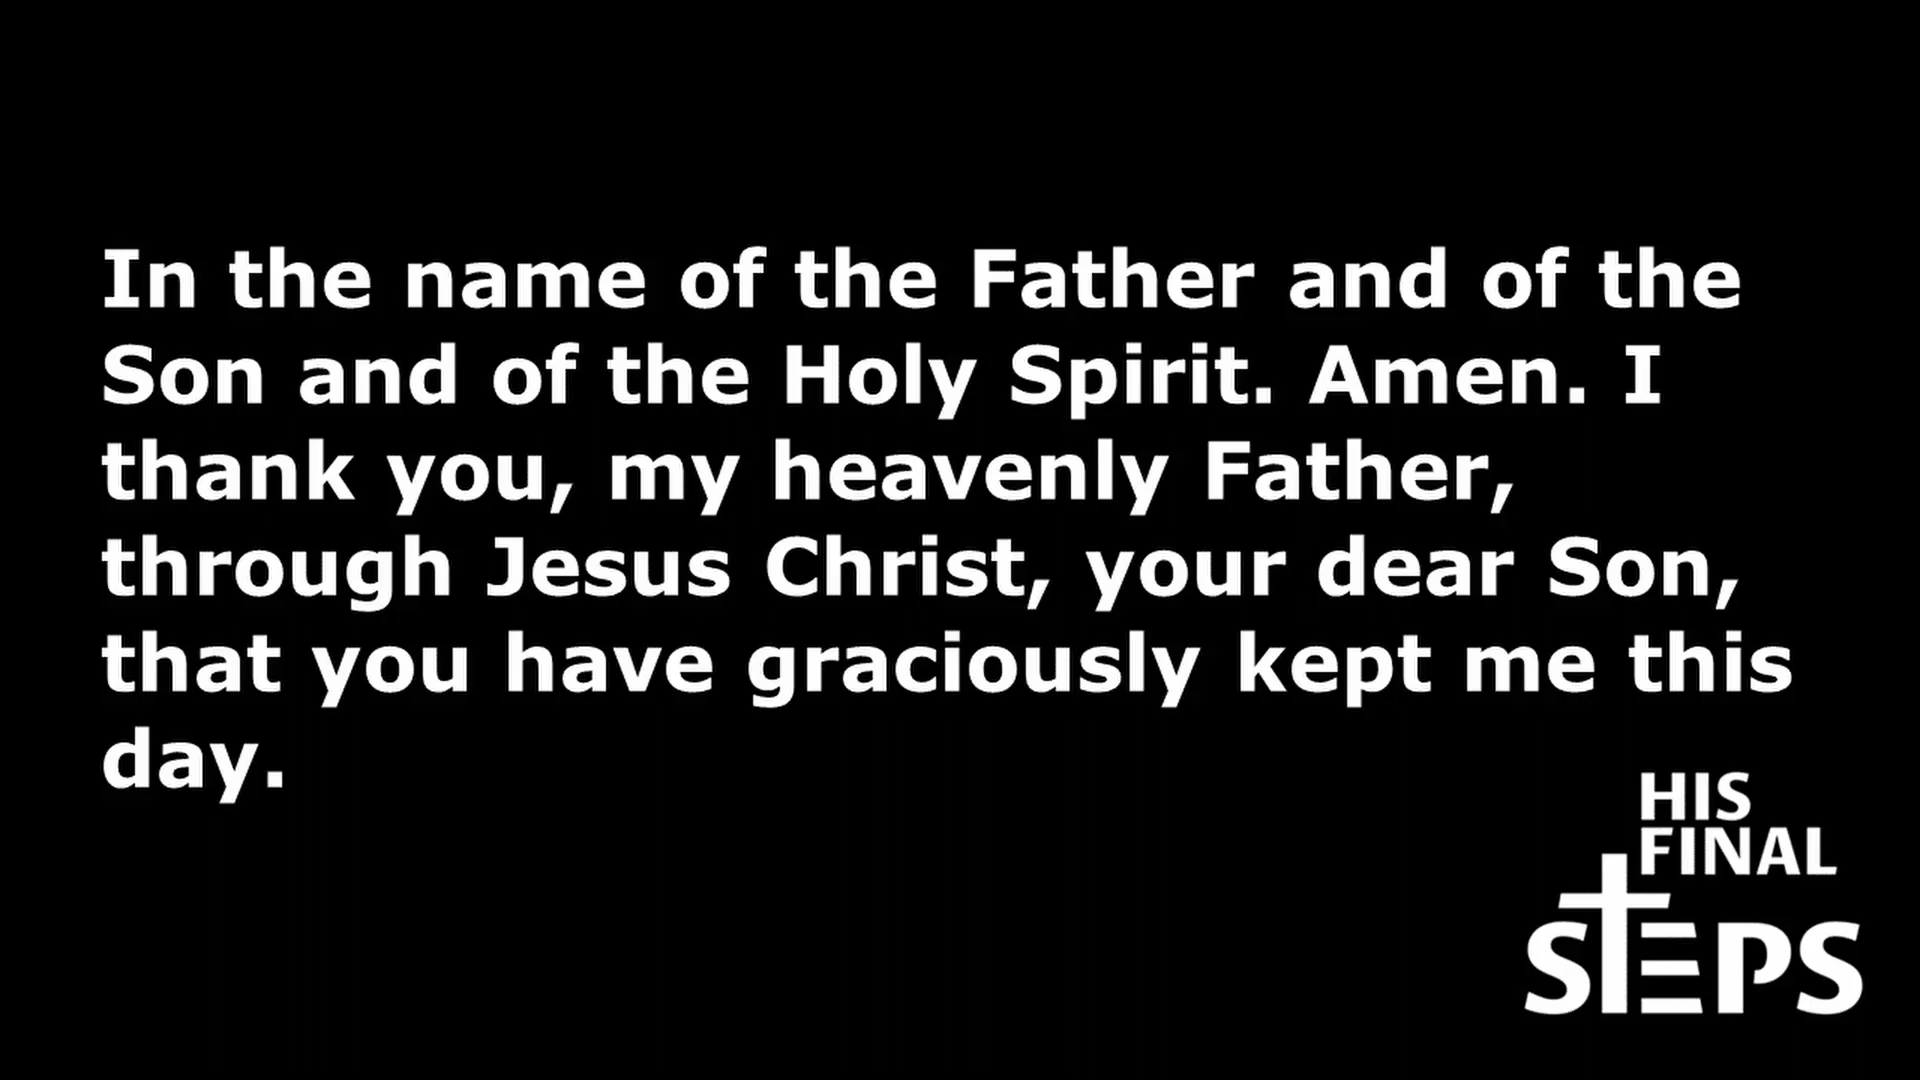 In the name of the Father and of the
Son and of the Holy Spirit. Amen. I
thank you, my heavenly Father,
through Jesus Christ, your dear Son,
that you have graciously kept me this
day.
HIS
FINAL
STEPS